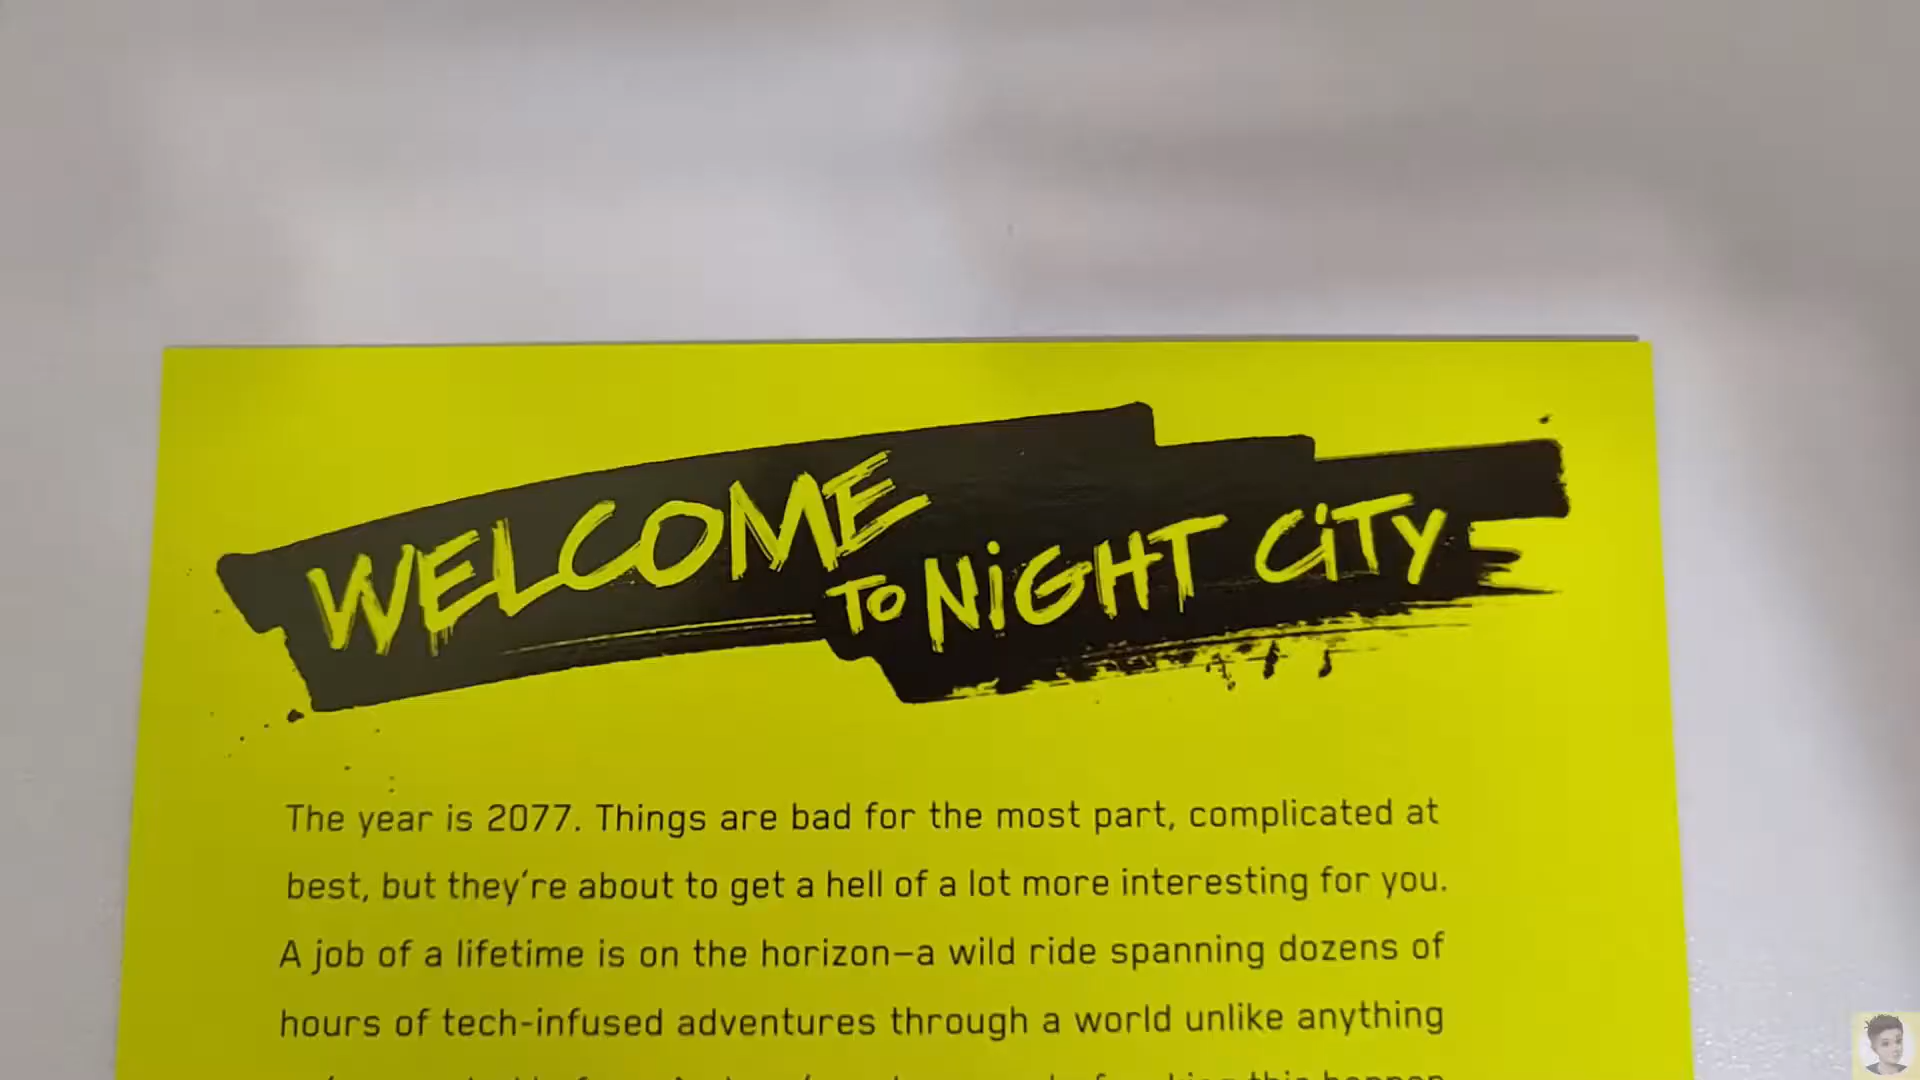 WELCOME
TO NiGHT CiTY
The year is 2077. Things are bad for the most part, complicated at
best, but they're about to get a hell of a lot more interesting for you.
A job of a lifetime is on the horizon—a wild ride spanning dozens of
hours of tech-infused adventures through a world unlike anything